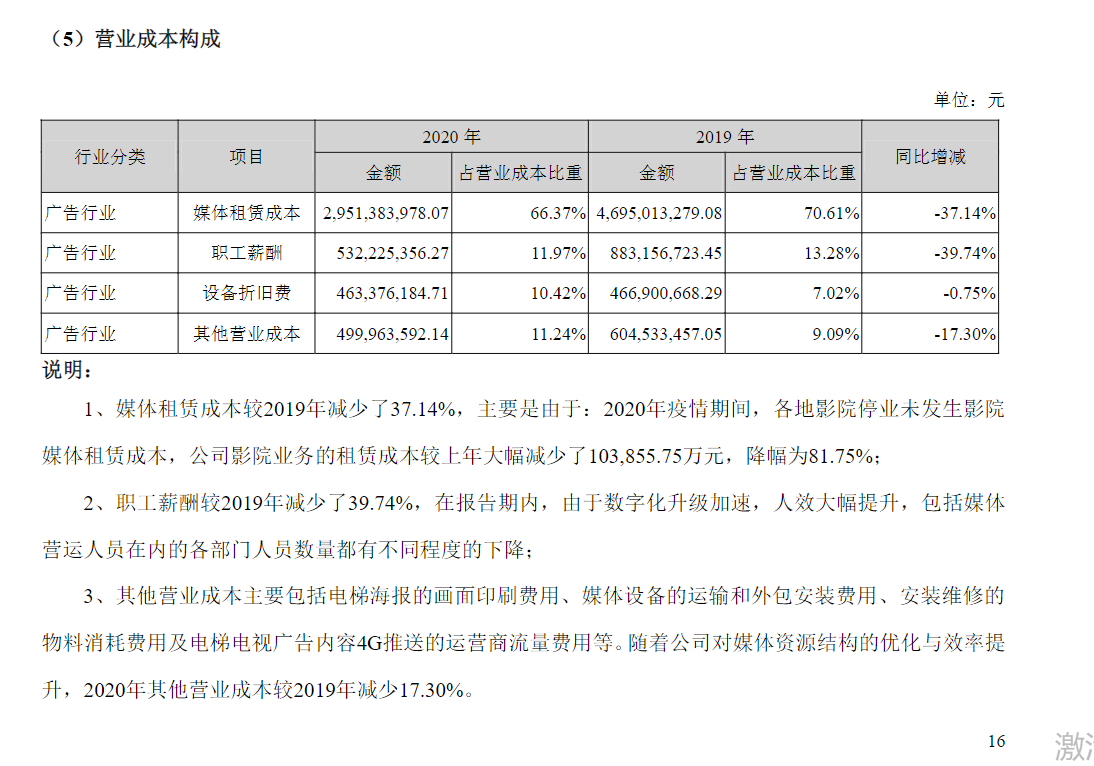 （5）营业成本构成
单位：元
行业分类 项目 2020 年 2019 年 同比增减
金额 占营业成本比重 金额 占营业成本比重
广告行业 媒体租赁成本 2,951,383,978.07 66.37% 4,695,013,279.08 70.61% -37.14%
广告行业 职工薪酬 532,225,356.27 11.97% 883,156,723.45 13.28% -39.74%
广告行业 设备折旧费 463,376,184.71 10.42% 466,900,668.29 7.02% -0.75%
广告行业 其他营业成本 499,963,592.14 11.24% 604,533,457.05 9.09% -17.30%
说明：
1、媒体租赁成本较2019年减少了37.14%，主要是由于：2020年疫情期间，各地影院停业未发生影院
媒体租赁成本，公司影院业务的租赁成本较上年大幅减少了103,855.75万元，降幅为81.75%；
2、职工薪酬较2019年减少了39.74%，在报告期内，由于数字化升级加速，人效大幅提升，包括媒体
营运人员在内的各部门人员数量都有不同程度的下降；
3、其他营业成本主要包括电梯海报的画面印刷费用、媒体设备的运输和外包安装费用、安装维修的
物料消耗费用及电梯电视广告内容4G推送的运营商流量费用等。随着公司对媒体资源结构的优化与效率提
升，2020年其他营业成本较2019年减少17.30%。
16